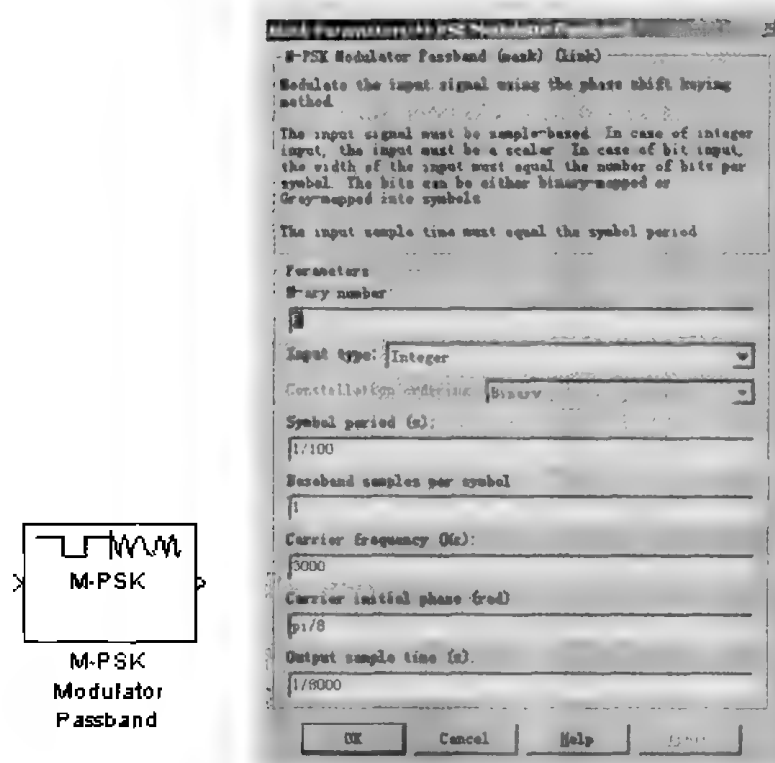 M-PSK
M-PSK
Modulator
Passband
M-PSK Modulator Passband (mask) (link)
Modulate the input signal using the phase shift keying
method
The input signal must be sample-based In case of integer
input, the input must be a scalar In case of bit input,
the width of the input must equal the number of bits per
symbol The bits can be either binary-mapped or
Gray-mapped into symbols
The input sample time must equal the symbol period
Parameters
M-ary number
Input type: Integer
Constellation ordering Binary
Symbol period (s):
1/100
Baseband samples per symbol
1
Carrier frequency (Hz):
3000
Carrier initial phase (rad)
pi/8
Output sample time (s).
1/8000
OK Cancel Help